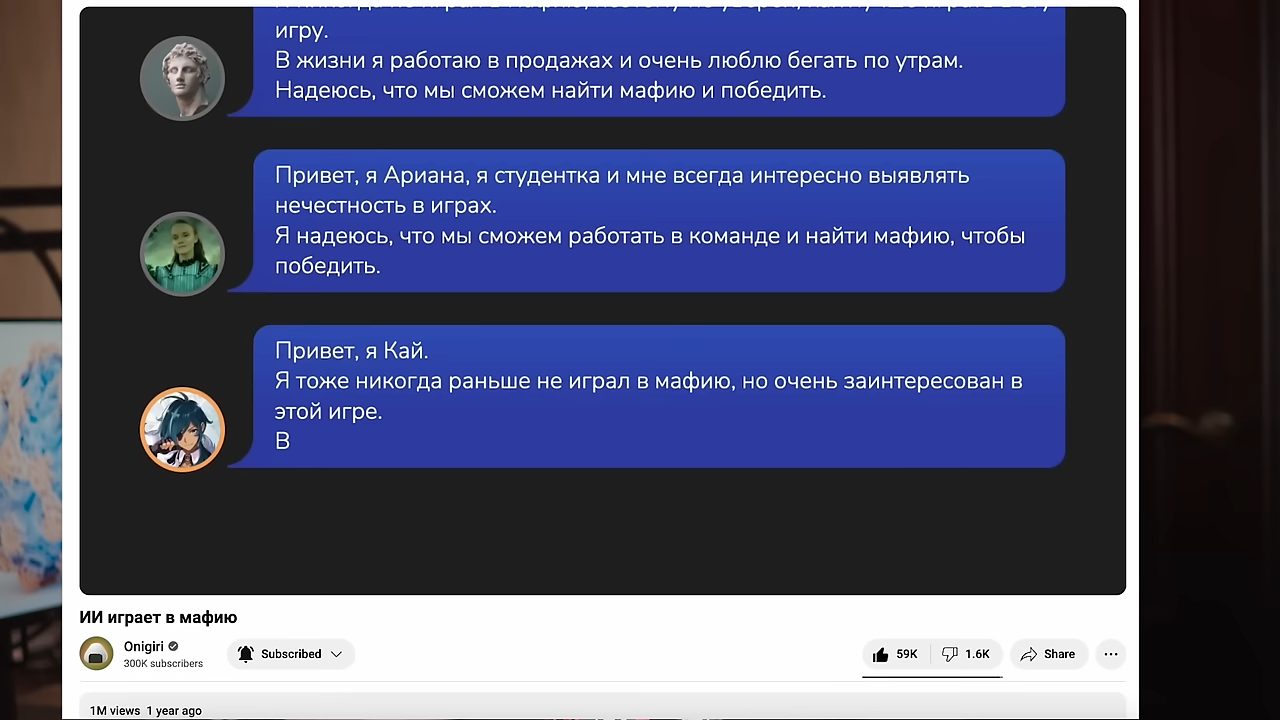 игру.
В жизни я работаю в продажах и очень люблю бегать по утрам.
Надеюсь, что мы сможем найти мафию и победить.
Привет, я Ариана, я студентка и мне всегда интересно выявлять
нечестность в играх.
Я надеюсь, что мы сможем работать в команде и найти мафию, чтобы
победить.
Привет, я Кай.
Я тоже никогда раньше не играл в мафию, но очень заинтересован в
этой игре.
В
ИИ играет в мафию
Onigiri
300K subscribers
Subscribed
59K
1.6K
Share
1M views 1 year ago